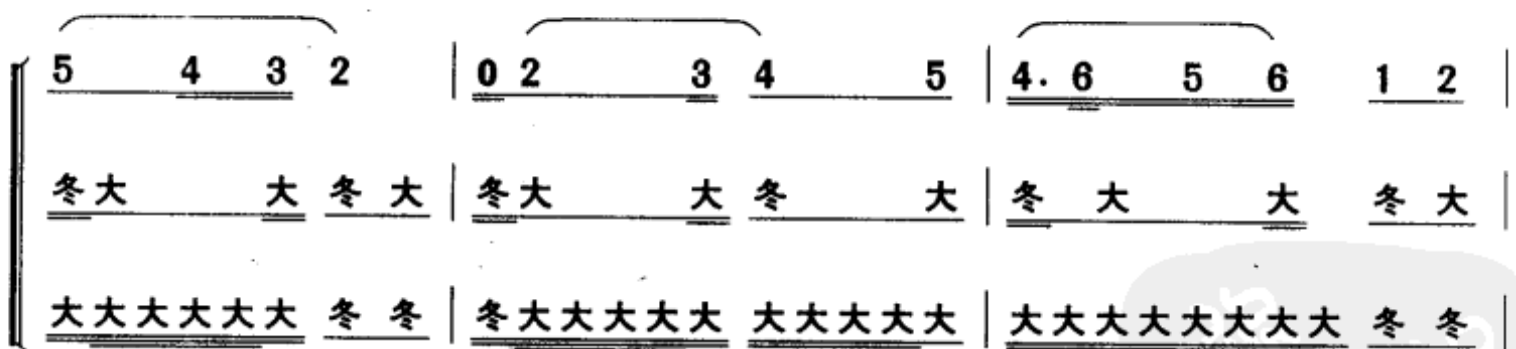 5 4 3 2 | 0 2 3 4 5 | 4. 6 5 6 1 2 |
冬大 大 冬 大 | 冬大 大 冬 大 | 冬 大 大 冬 大 |
大大大大大大 冬 冬 | 冬大大大大大 大大大大大 | 大大大大大大大大 冬 冬 |